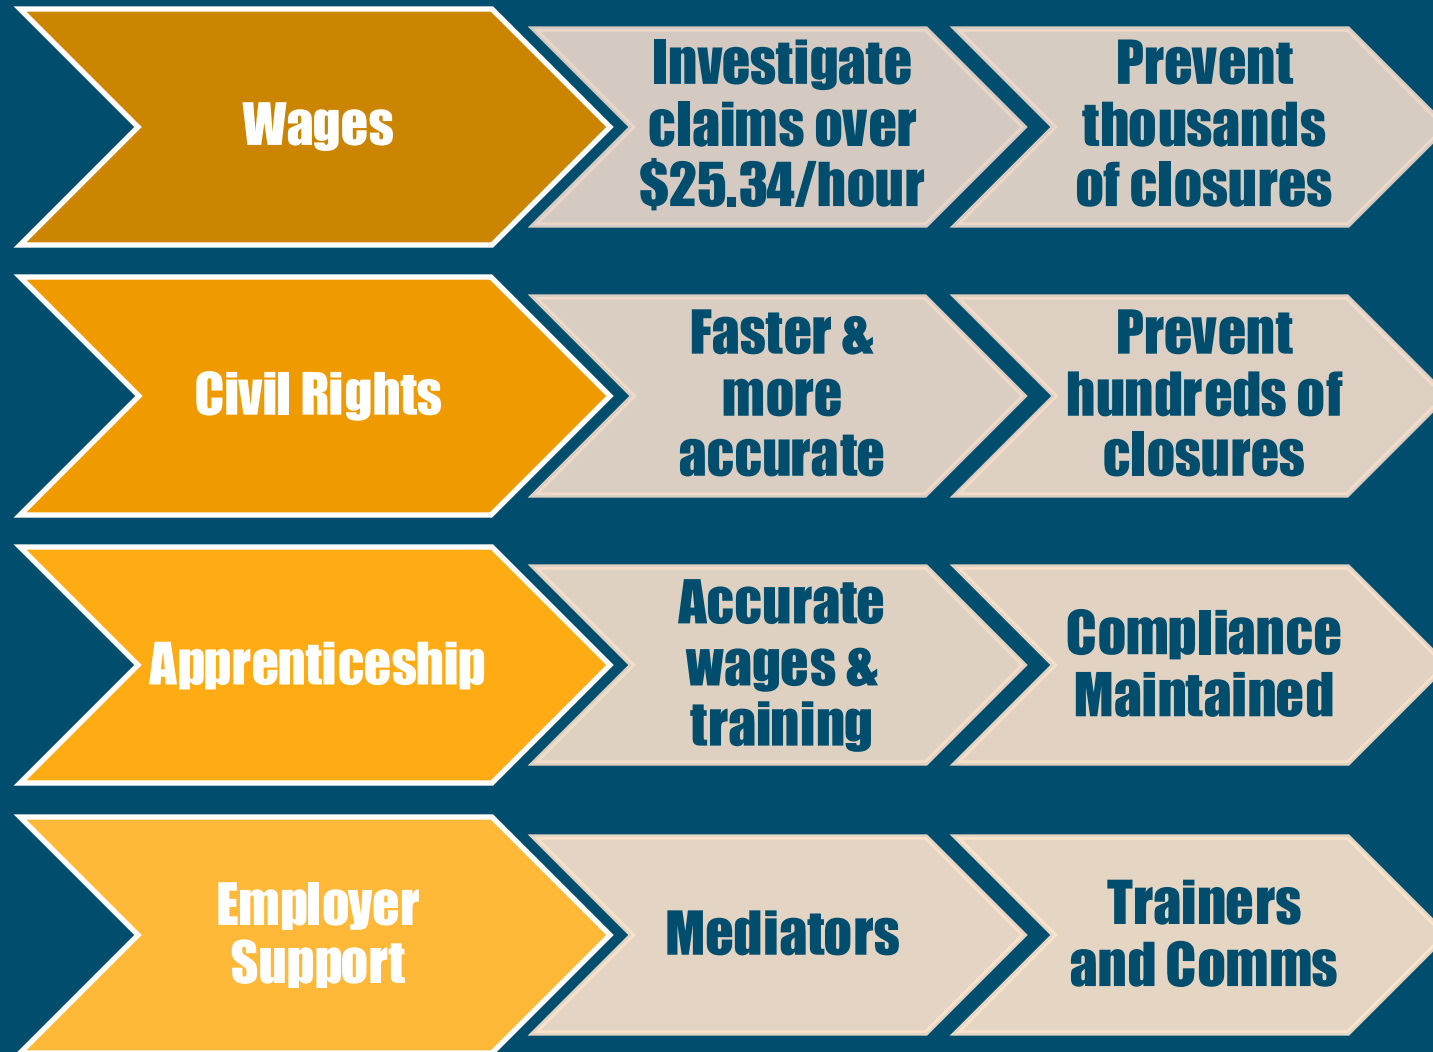 Wages
Investigate
claims over
$25.34/hour
Prevent
thousands
of closures
Civil Rights
Faster &
more
accurate
Prevent
hundreds of
closures
Apprenticeship
Accurate
wages &
training
Compliance
Maintained
Employer
Support
Mediators
Trainers
and Comms